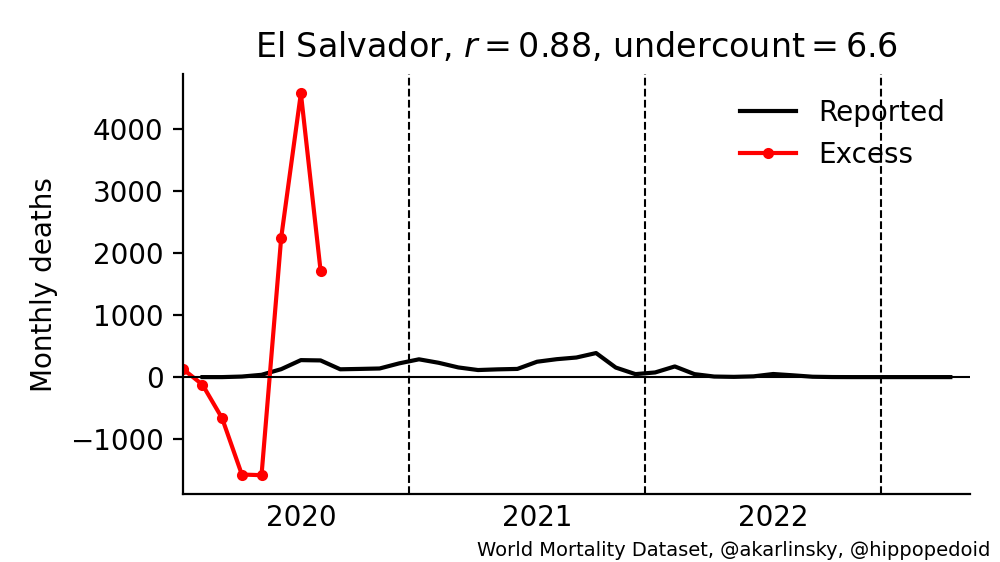 El Salvador, r = 0.88, undercount = 6.6
Reported
Excess
Monthly deaths
4000
3000
2000
1000
0
−1000
2020
2021
2022
World Mortality Dataset, @akarlinsky, @hippopedoid